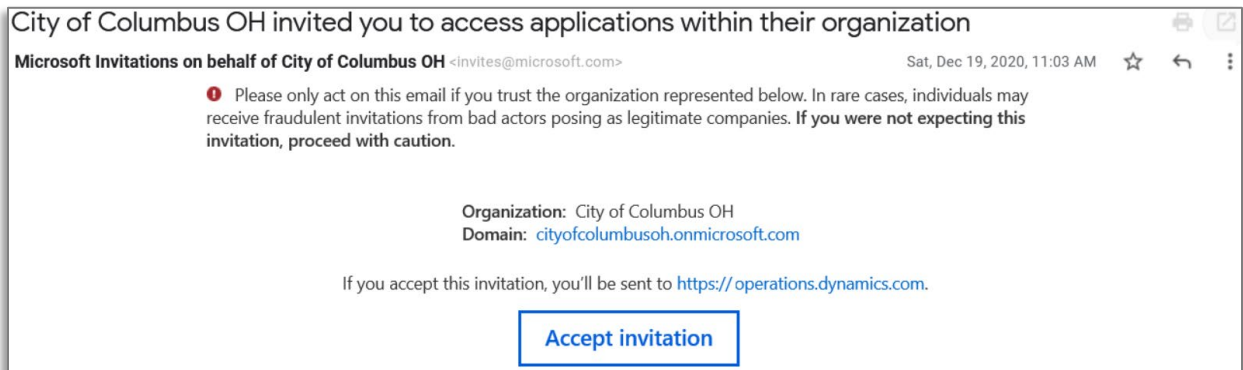 City of Columbus OH invited you to access applications within their organization
Microsoft Invitations on behalf of City of Columbus OH <invites@microsoft.com> Sat, Dec 19, 2020, 11:03 AM
Please only act on this email if you trust the organization represented below. In rare cases, individuals may
receive fraudulent invitations from bad actors posing as legitimate companies. If you were not expecting this
invitation, proceed with caution.
Organization: City of Columbus OH
Domain: cityofcolumbusoh.onmicrosoft.com
If you accept this invitation, you'll be sent to https://operations.dynamics.com.
Accept invitation